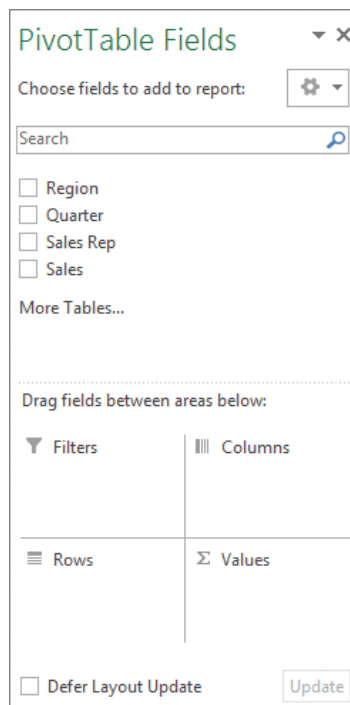 PivotTable Fields
Choose fields to add to report:
Search
Region
Quarter
Sales Rep
Sales
More Tables...
Drag fields between areas below:
Filters
Columns
Rows
Σ Values
Defer Layout Update
Update